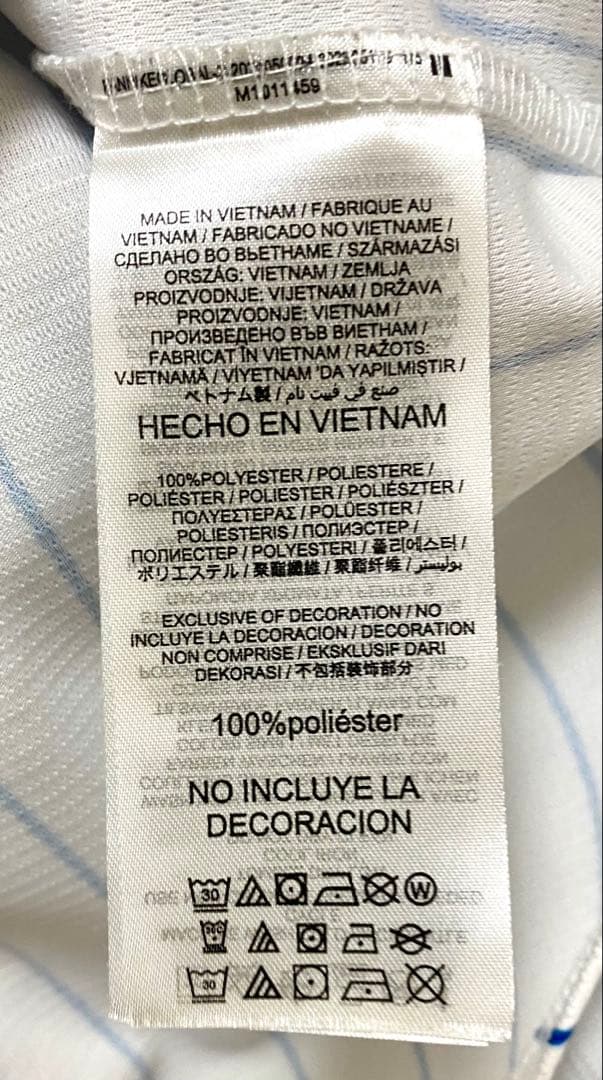 M1011459
MADE IN VIETNAM / FABRIQUE AU
VIETNAM / FABRICADO NO VIETNAME /
СДЕЛАНО ВО ВЬЕТНАМЕ / SZÁRMAZÁSI
ORSZÁG: VIETNAM / ZEMLJA
PROIZVODNJE: VIJETNAM / DRŽAVA
PROIZVODNJE: VIETNAM /
ПРОИЗВЕДЕНО ВЪВ ВИЕТНАМ /
FABRICAT ÎN VIETNAM / RAŽOTS:
VJETNAMĀ / VİYETNAM 'DA YAPILMIŞTIR /
ベトナム製 / صنع في فييت نام /
HECHO EN VIETNAM
100%POLYESTER / POLIESTERE /
POLIÉSTER / POLIESTER / POLIÉSZTER /
ΠΟΛΥΕΣΤΕΡΑΣ / POLÜESTER /
POLIESTERIS / ПОЛИЭСТЕР /
ПОЛИЕСТЕР / POLYESTERI / 폴리에스터 /
ポリエステル / 聚酯纖維 / 聚酯纤维 / بوليستر
EXCLUSIVE OF DECORATION / NO
INCLUYE LA DECORACION / DECORATION
NON COMPRISE / EKSKLUSIF DARI
DEKORASI / 不包括装饰部分
100%poliéster
NO INCLUYE LA
DECORACION
30 W
30C
30